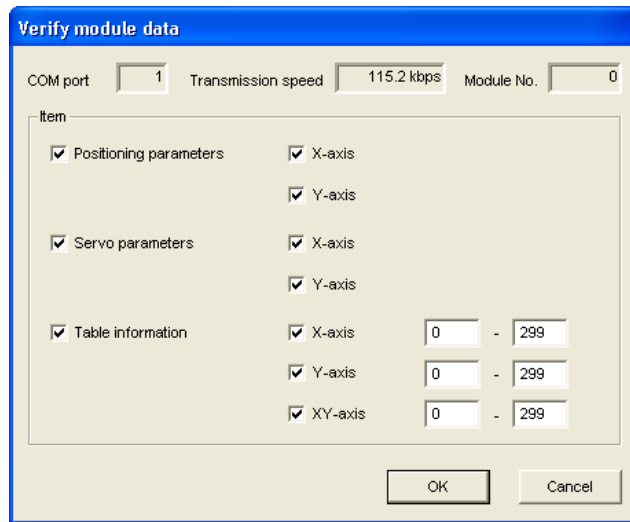 Verify module data
COM port 1 Transmission speed 115.2 kbps Module No. 0
Item
Positioning parameters X-axis
Y-axis
Servo parameters X-axis
Y-axis
Table information X-axis 0 - 299
Y-axis 0 - 299
XY-axis 0 - 299
OK Cancel